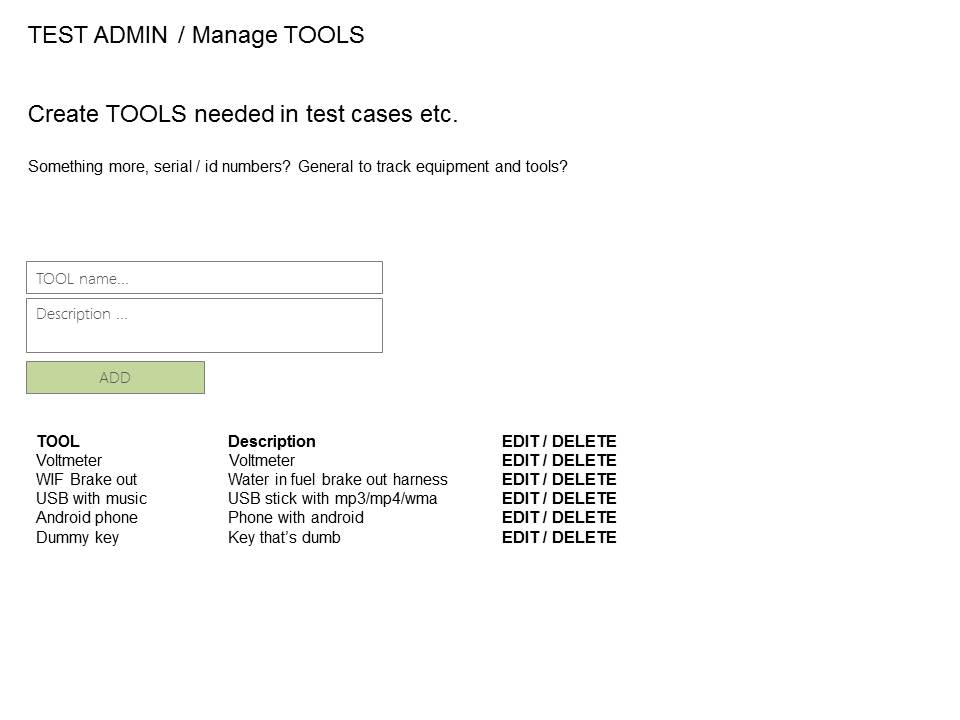 TEST ADMIN / Manage TOOLS
Create TOOLS needed in test cases etc.
Something more, serial / id numbers? General to track equipment and tools?
TOOL name...
Description ...
ADD
TOOL Description EDIT / DELETE
Voltmeter Voltmeter EDIT / DELETE
WIF Brake out Water in fuel brake out harness EDIT / DELETE
USB with music USB stick with mp3/mp4/wma EDIT / DELETE
Android phone Phone with android EDIT / DELETE
Dummy key Key that’s dumb EDIT / DELETE